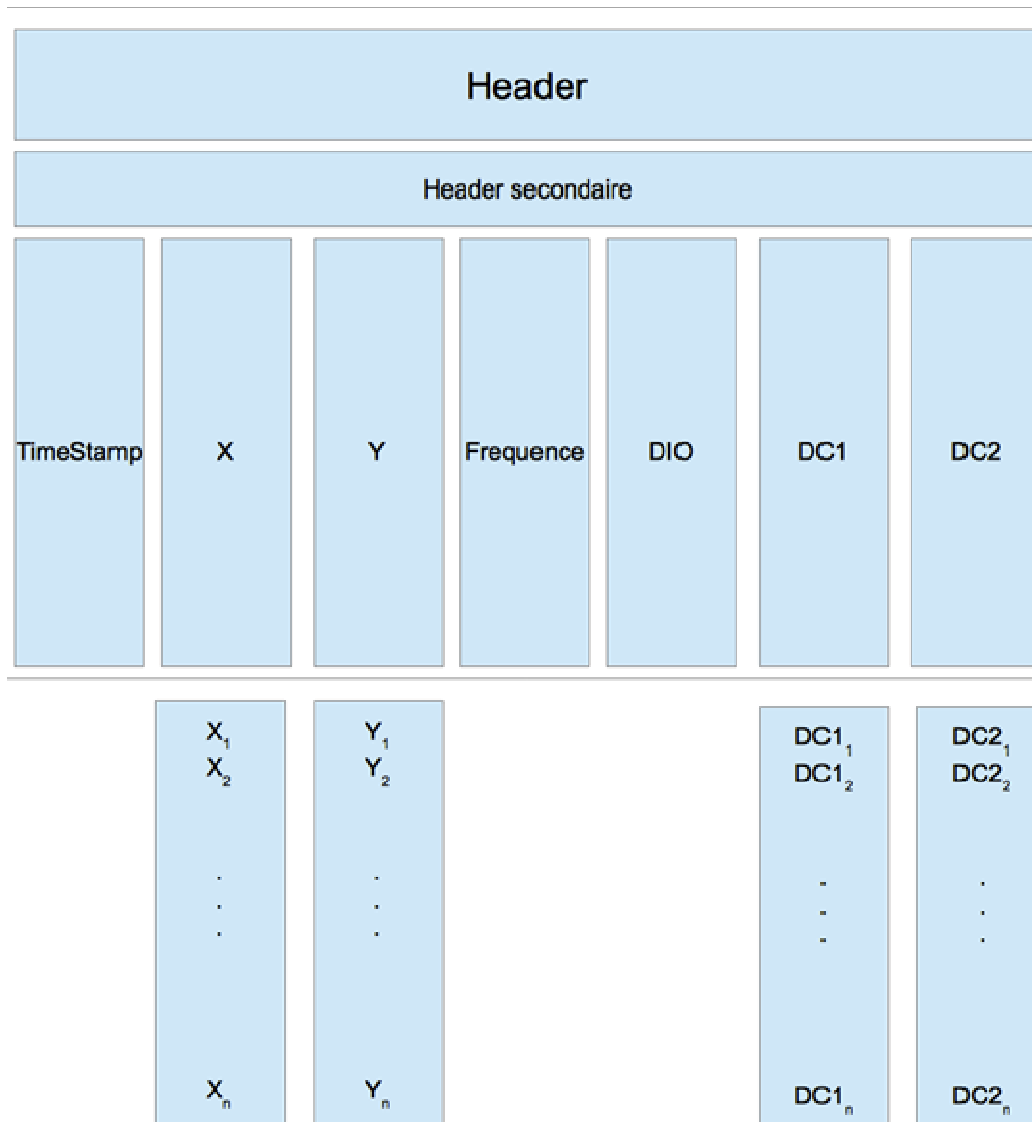 Header
Header secondaire
TimeStamp X Y Frequence DIO DC1 DC2
X₁ Y₁ DC1₁ DC2₁
X₂ Y₂ DC1₂ DC2₂
. . - .
. . - .
. . - .
Xₙ Yₙ DC1ₙ DC2ₙ